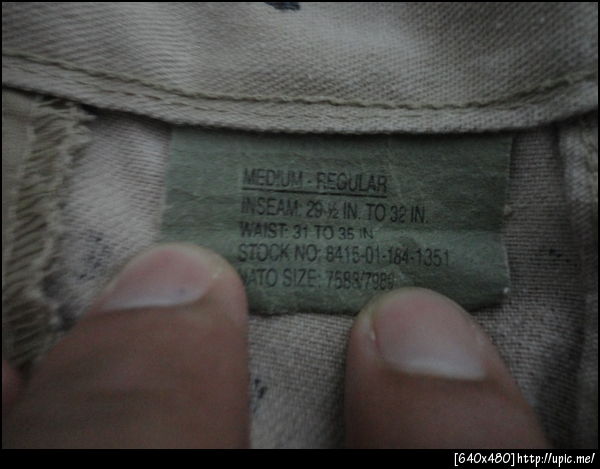 MEDIUM - REGULAR
INSEAM: 29-½ IN. TO 32 IN.
WAIST: 31 TO 35 IN.
STOCK NO: 8415-01-184-1351
NATO SIZE: 7583/7989
[640x480]http://upic.me/